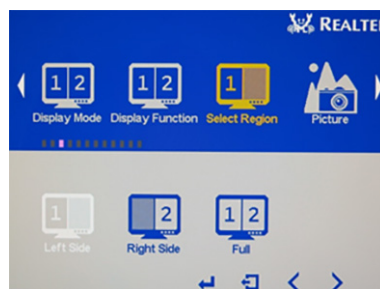 REALTEK
1 2
1 2
1
Display Mode
Display Function
Select Region
Picture
1
2
1 2
Left Side
Right Side
Full